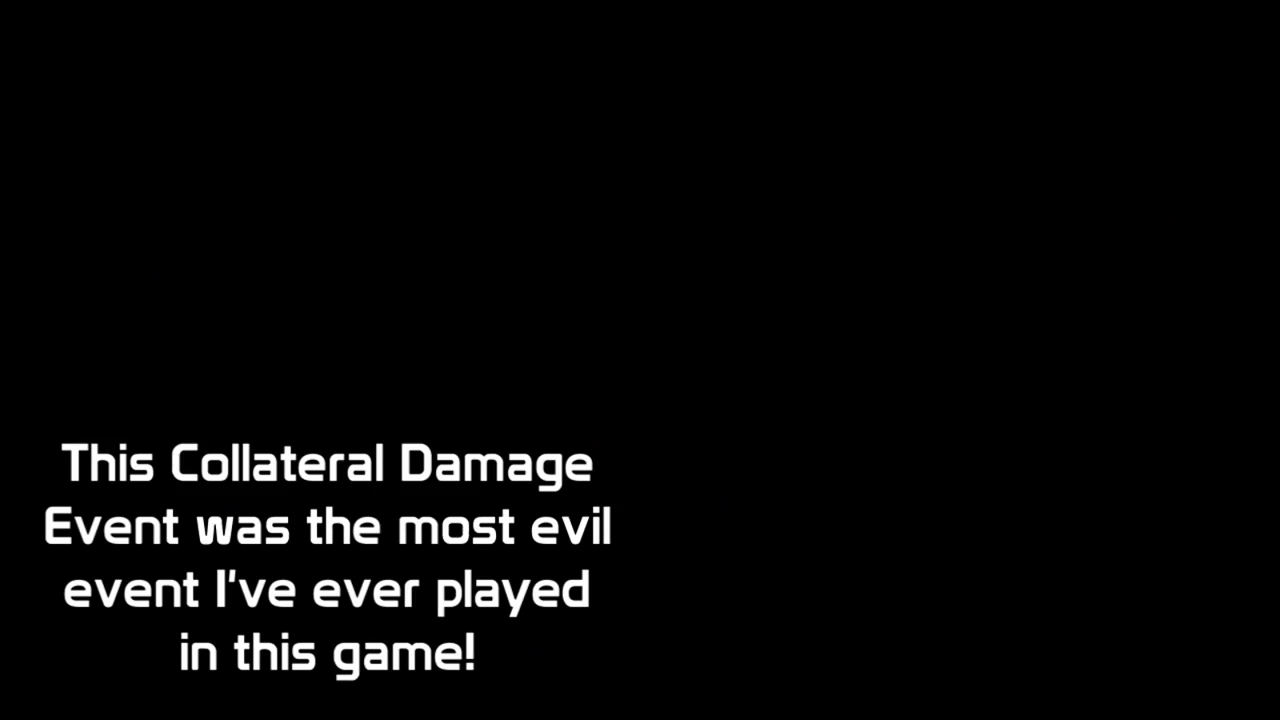 This Collateral Damage
Event was the most evil
event I've ever played
in this game!